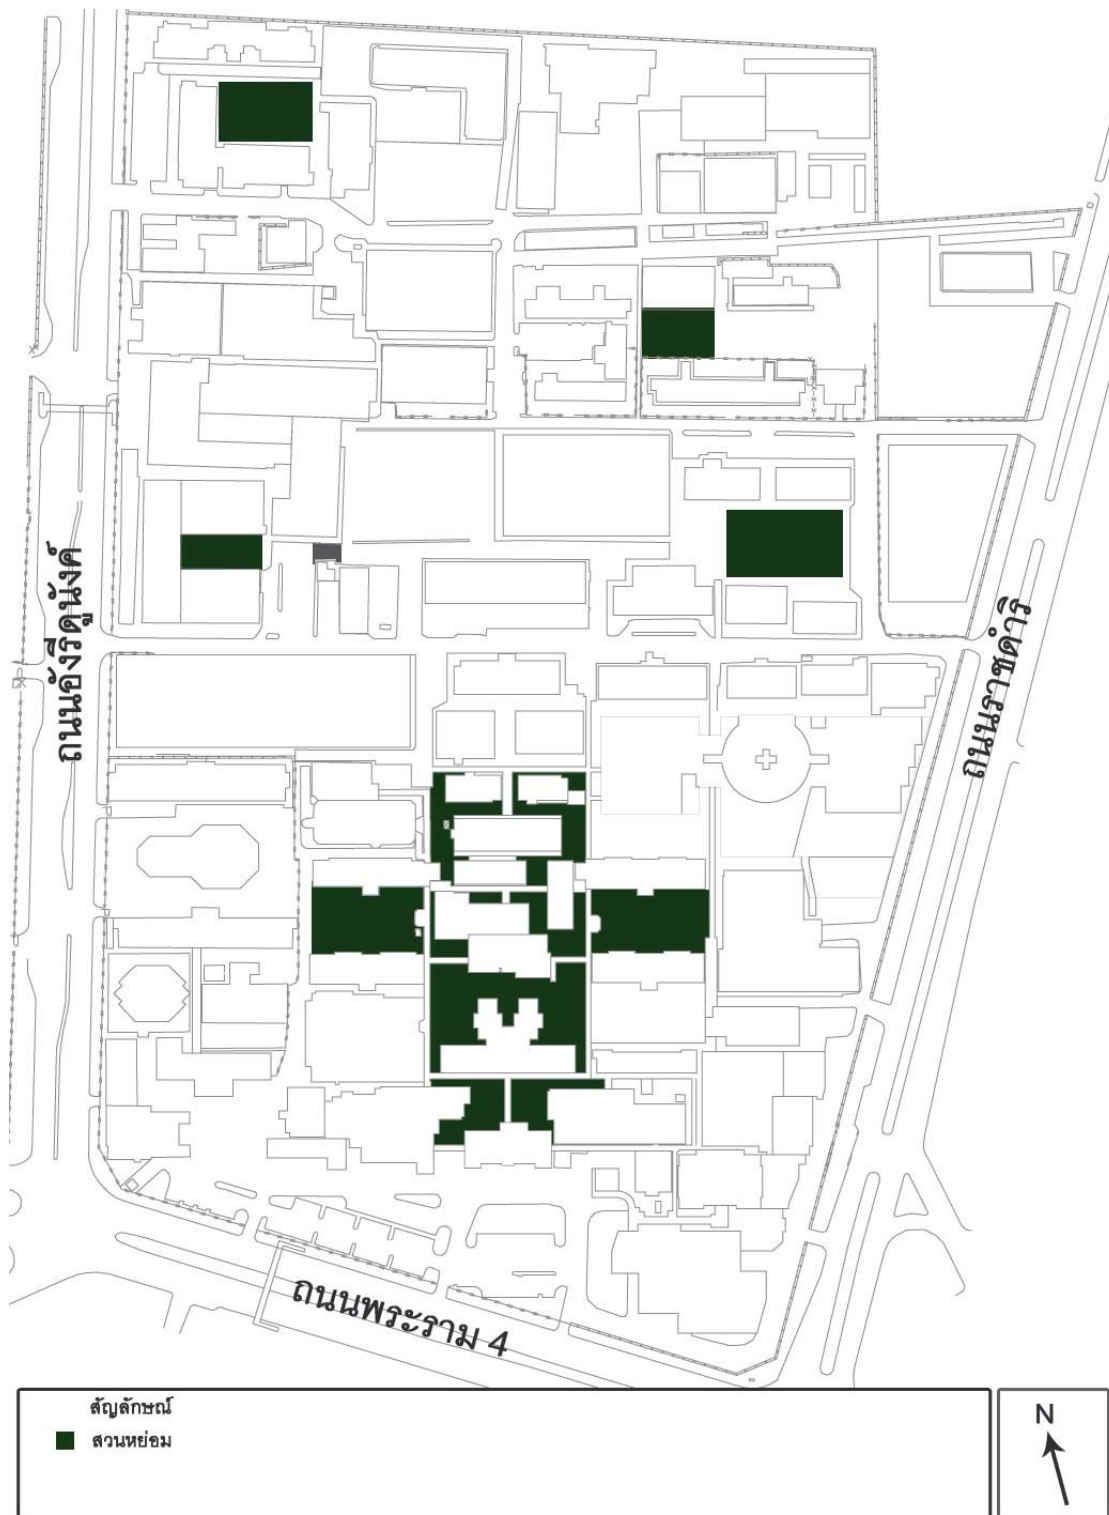 ถนนอังรีดูนังต์
ถนนราชดำริ
ถนนพระราม 4
สัญลักษณ์
สวนหย่อม
N